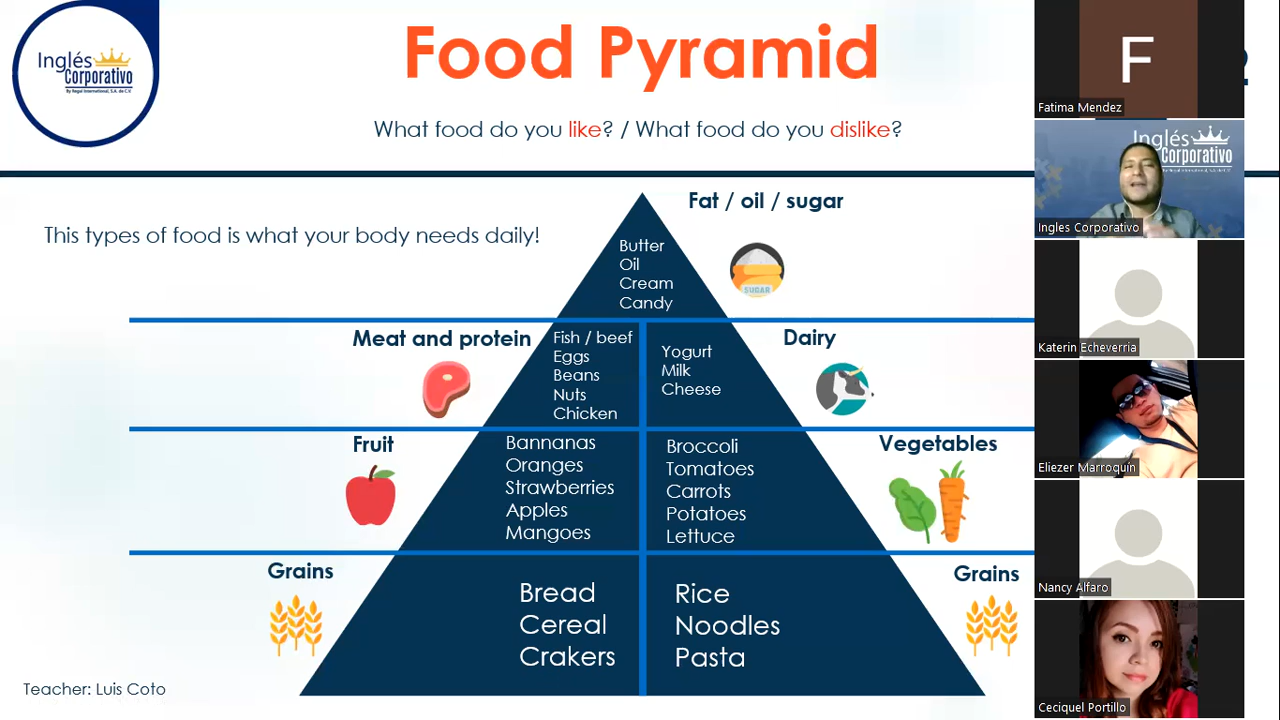 Inglés
Corporativo
By Regal International, S.A. de C.V.
Food Pyramid
What food do you like? / What food do you dislike?
This types of food is what your body needs daily!
Fat / oil / sugar
Butter
Oil
Cream
Candy
SUGAR
Meat and protein
Fish / beef
Eggs
Beans
Nuts
Chicken
Yogurt
Milk
Cheese
Dairy
Fruit
Bannanas
Oranges
Strawberries
Apples
Mangoes
Broccoli
Tomatoes
Carrots
Potatoes
Lettuce
Vegetables
Grains
Bread
Cereal
Crakers
Rice
Noodles
Pasta
Grains
Teacher: Luis Coto
F
Fatima Mendez
Inglés
Corporativo
Ingles Corporativo
Katerin Echeverria
Eliezer Marroquín
Nancy Alfaro
Ceciquel Portillo